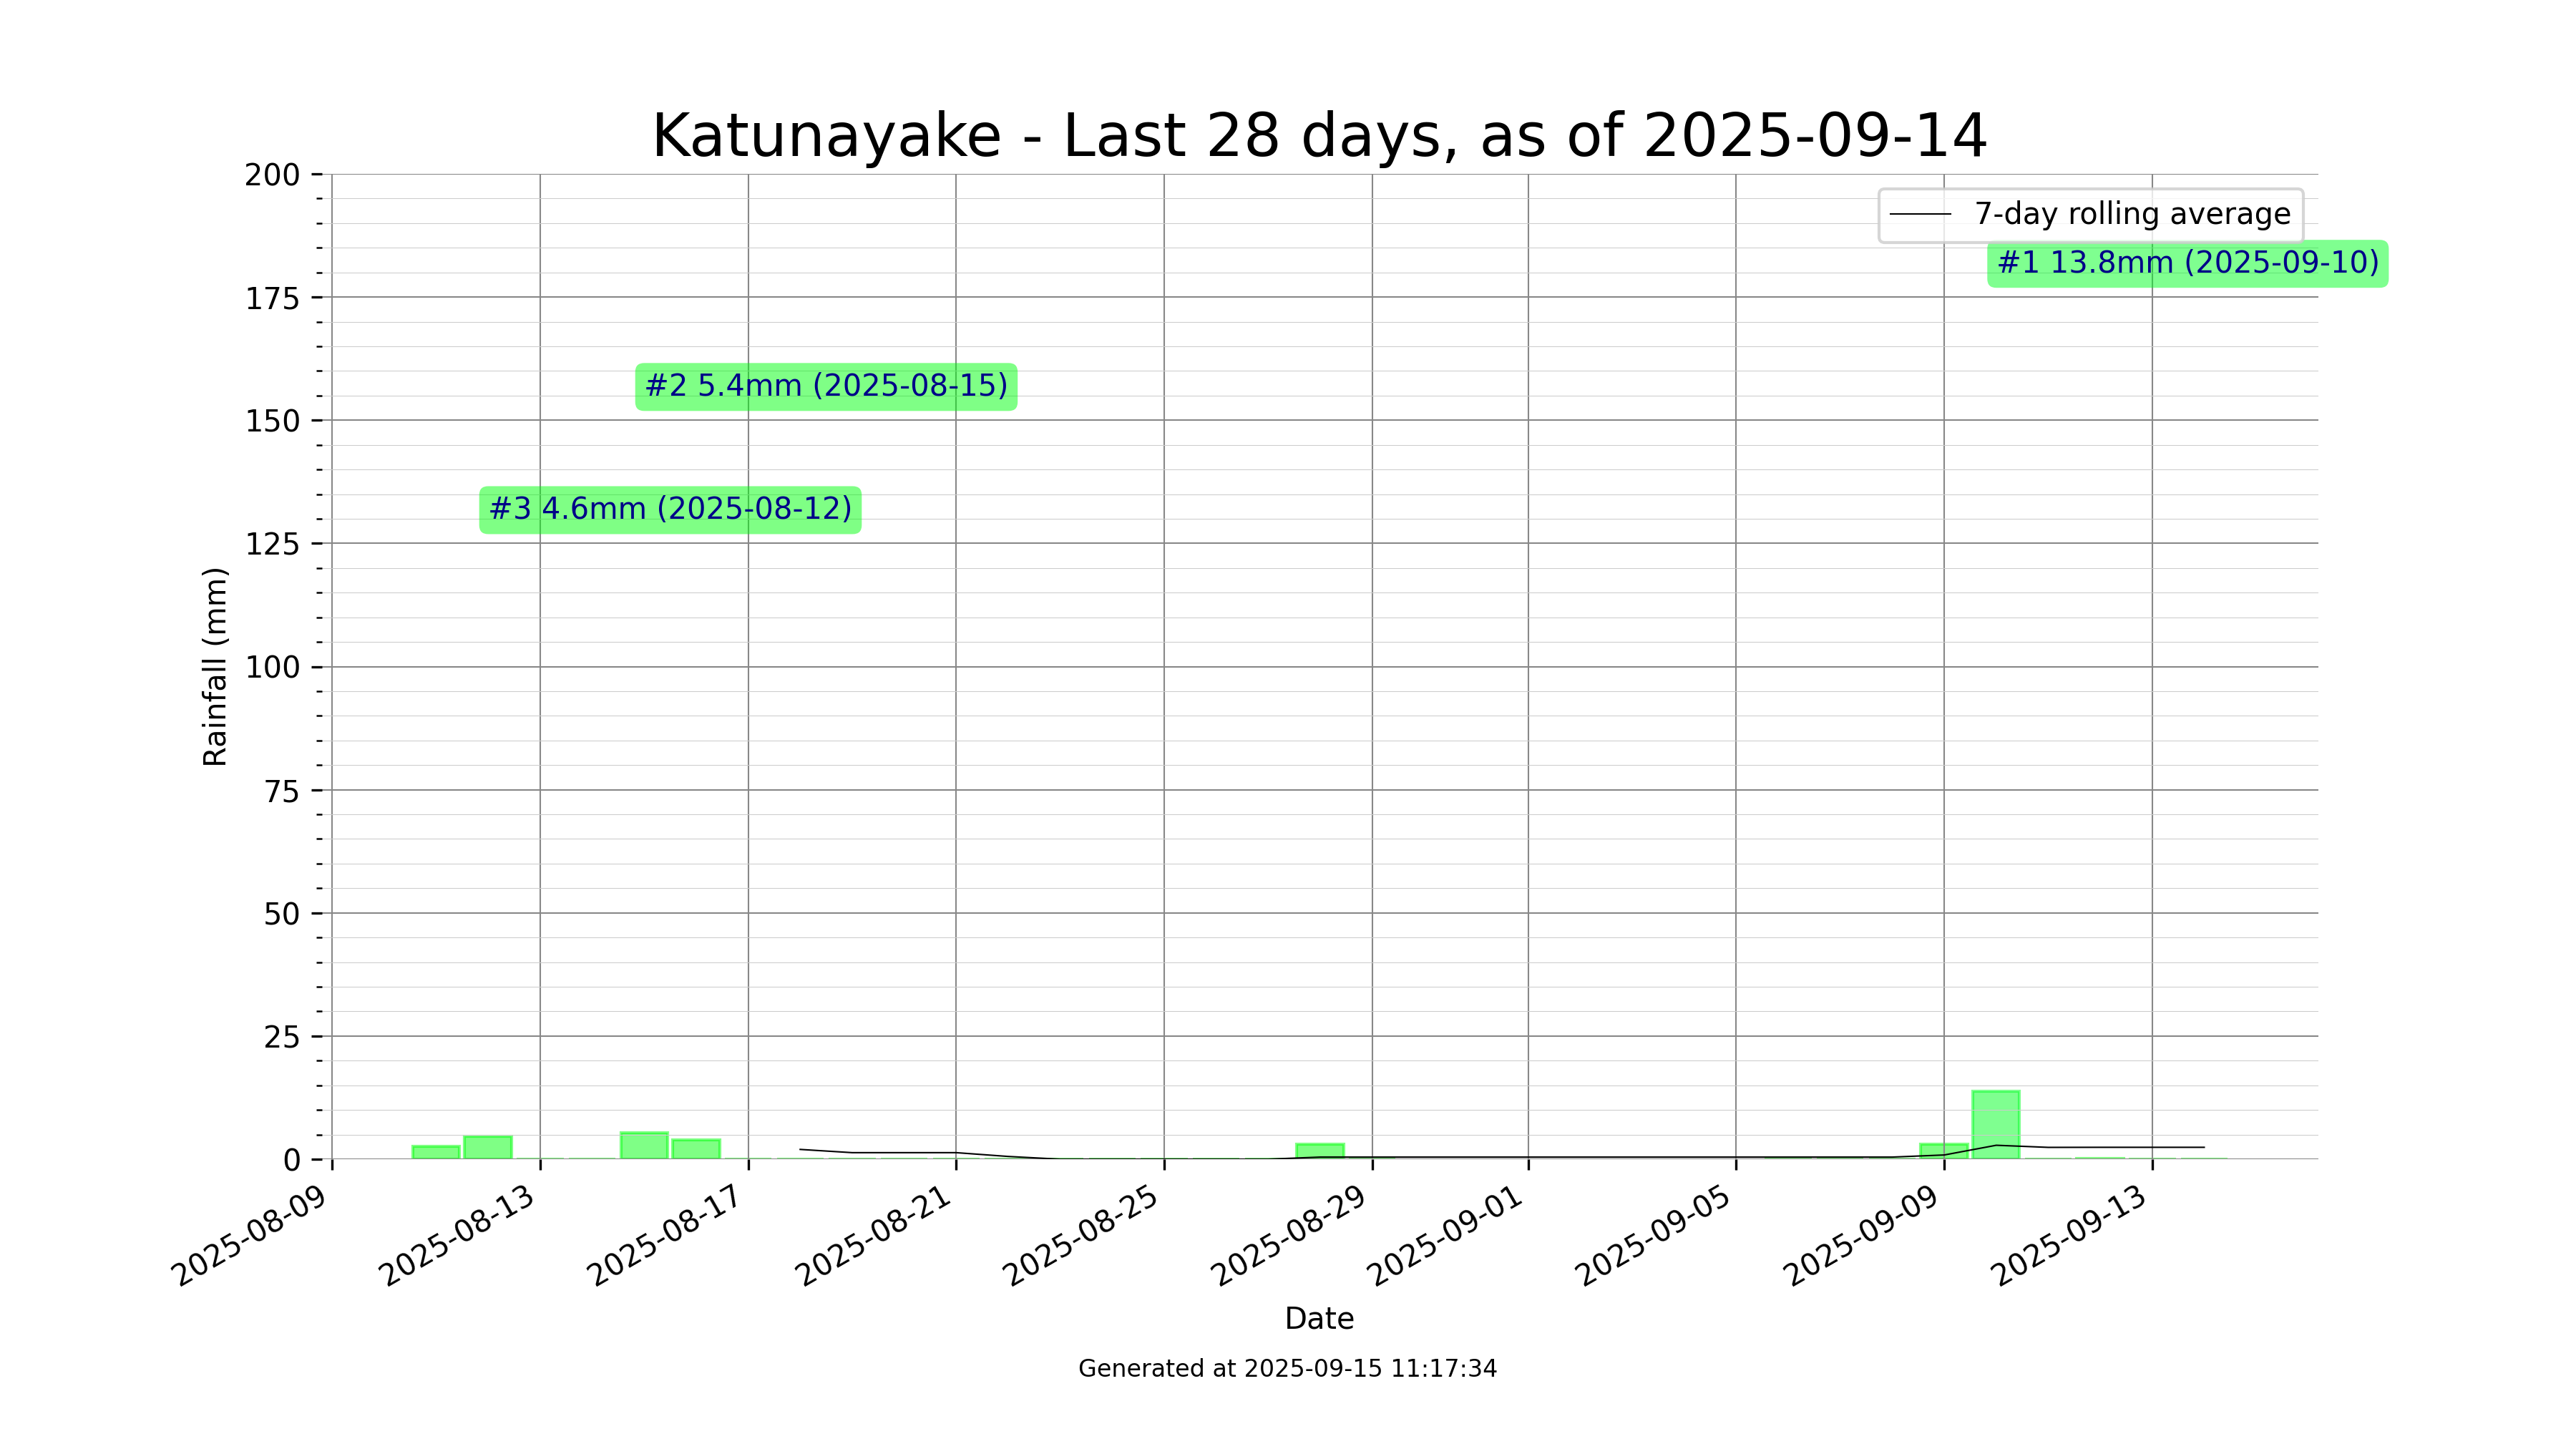 Katunayake - Last 28 days, as of 2025-09-14
7-day rolling average
#1 13.8mm (2025-09-10)
#2 5.4mm (2025-08-15)
#3 4.6mm (2025-08-12)
Rainfall (mm)
200
175
150
125
100
75
50
25
0
2025-08-09
2025-08-13
2025-08-17
2025-08-21
2025-08-25
2025-08-29
2025-09-01
2025-09-05
2025-09-09
2025-09-13
Date
Generated at 2025-09-15 11:17:34